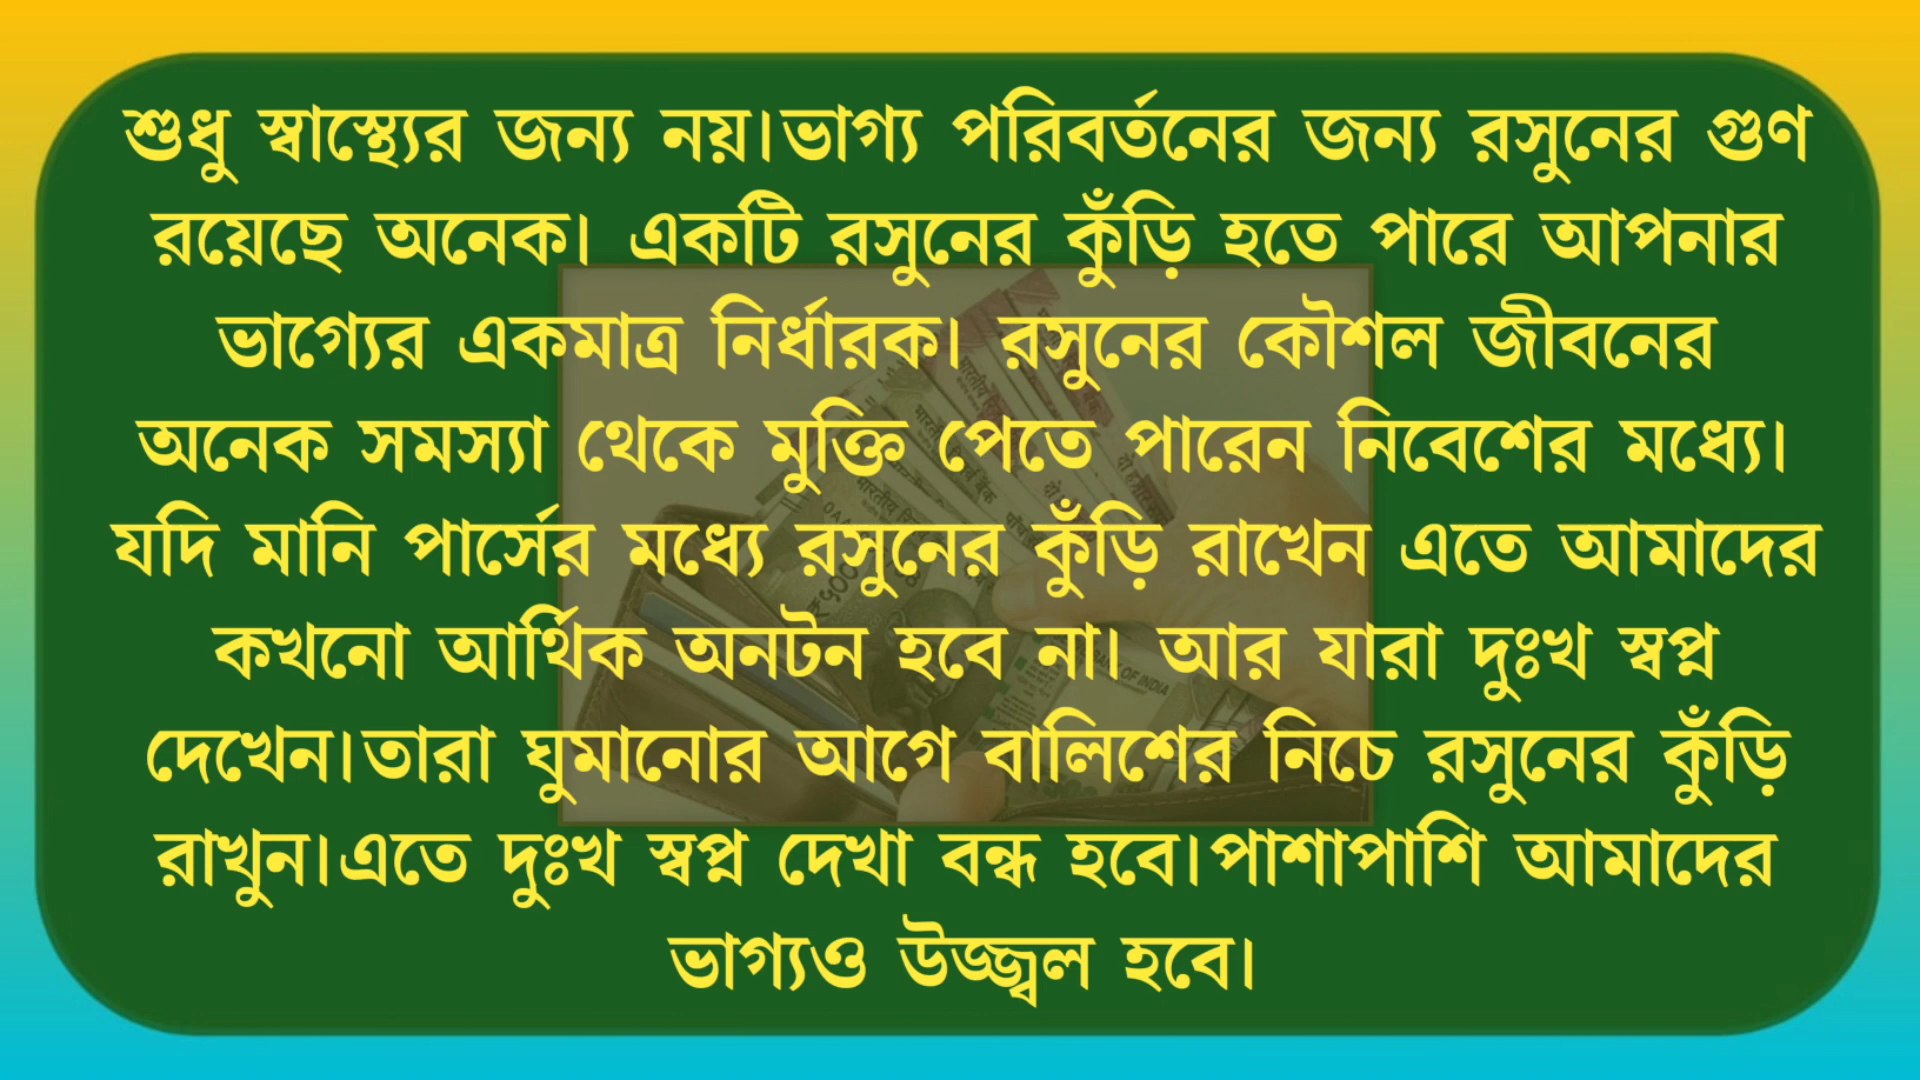 শুধু স্বাস্থ্যের জন্য নয়।ভাগ্য পরিবর্তনের জন্য রসুনের গুণ
রয়েছে অনেক। একটি রসুনের কুঁড়ি হতে পারে আপনার
ভাগ্যের একমাত্র নির্ধারক। রসুনের কৌশল জীবনের
অনেক সমস্যা থেকে মুক্তি পেতে পারেন নিবেশের মধ্যে।
যদি মানি পার্সের মধ্যে রসুনের কুঁড়ি রাখেন এতে আমাদের
কখনো আর্থিক অনটন হবে না। আর যারা দুঃখ স্বপ্ন
দেখেন।তারা ঘুমানোর আগে বালিশের নিচে রসুনের কুঁড়ি
রাখুন।এতে দুঃখ স্বপ্ন দেখা বন্ধ হবে।পাশাপাশি আমাদের
ভাগ্যও উজ্জ্বল হবে।